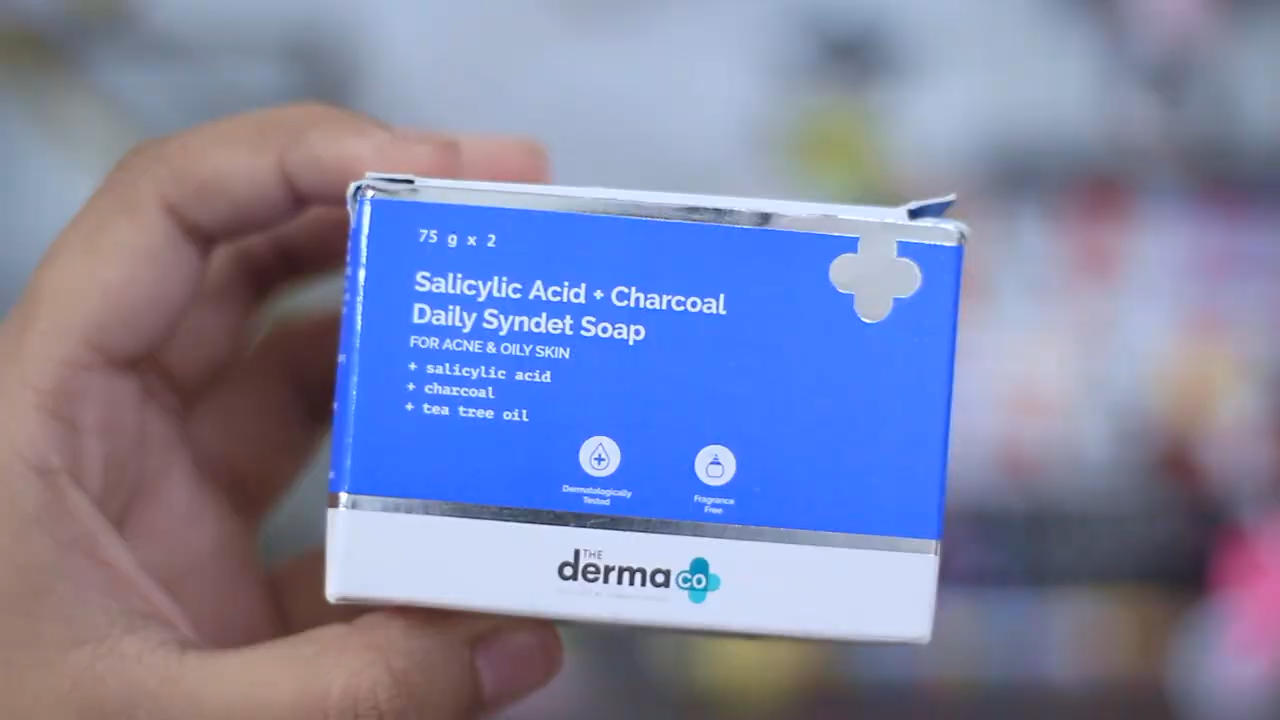 75 g x 2
Salicylic Acid + Charcoal
Daily Syndet Soap
FOR ACNE & OILY SKIN
+ salicylic acid
+ charcoal
+ tea tree oil
Dermatologically
Tested
Fragrance
Free
THE
derma co